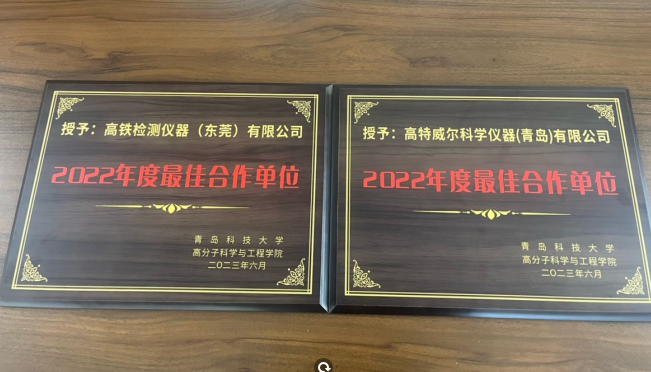 授予：高铁检测仪器（东莞）有限公司
2022年度最佳合作单位
青岛科技大学
高分子科学与工程学院
二〇二三年六月
授予：高特威尔科学仪器(青岛)有限公司
2022年度最佳合作单位
青岛科技大学
高分子科学与工程学院
二〇二三年六月